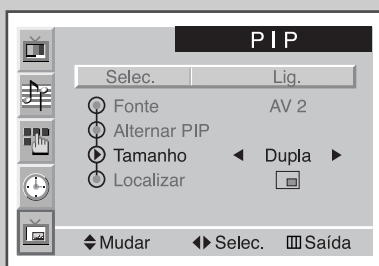 PIP
Selec. Lig.
Fonte AV 2
Alternar PIP
Tamanho ◀ Dupla ▶
Localizar
Mudar Selec. Saída